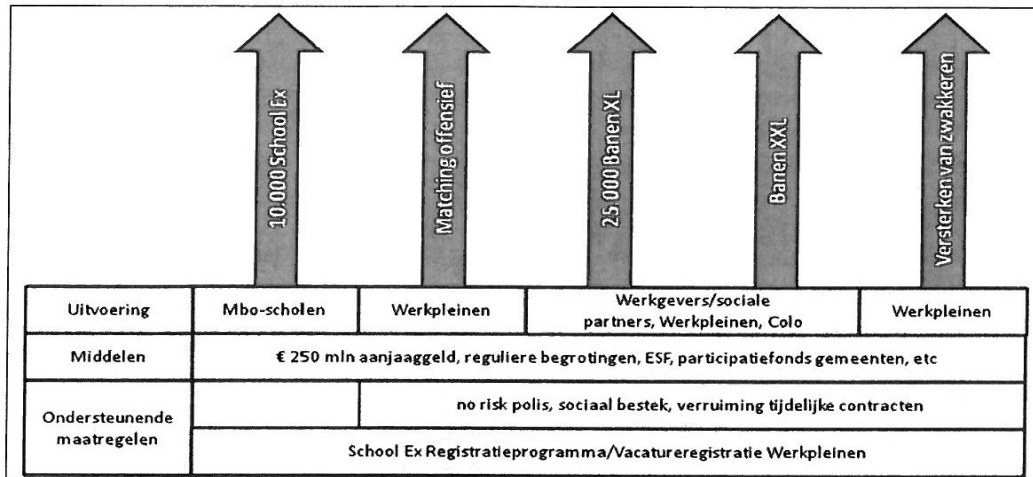 10.000 School Ex
Matching offensief
25.000 Banen XL
Banen XXL
Versterken van zwakkeren
Uitvoering
Mbo-scholen
Werkpleinen
Werkgevers/sociale
partners, Werkpleinen, Colo
Werkpleinen
Middelen
€ 250 mln aanjaaggeld, reguliere begrotingen, ESF, participatiefonds gemeenten, etc
Ondersteunende
maatregelen
no risk polis, sociaal bestek, verruiming tijdelijke contracten
School Ex Registratieprogramma/Vacatureregistratie Werkpleinen